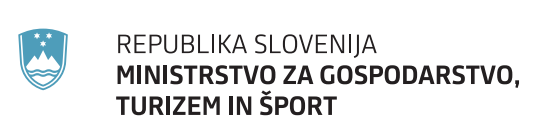 REPUBLIKA SLOVENIJA
MINISTRSTVO ZA GOSPODARSTVO,
TURIZEM IN ŠPORT